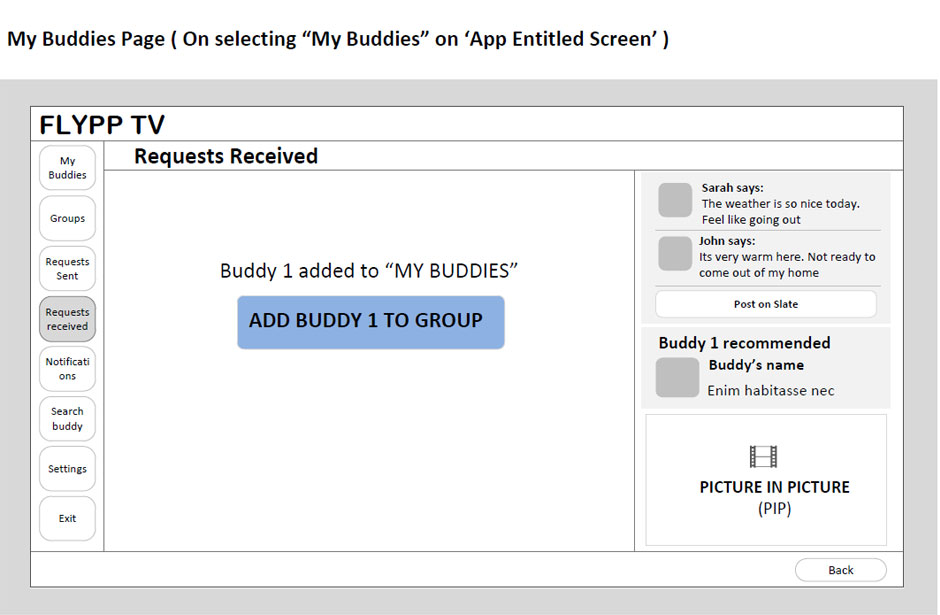 My Buddies Page ( On selecting “My Buddies” on ‘App Entitled Screen’ )
FLYPP TV
My
Buddies
Groups
Requests
Sent
Requests
received
Notificati
ons
Search
buddy
Settings
Exit
Requests Received
Buddy 1 added to “MY BUDDIES”
ADD BUDDY 1 TO GROUP
Sarah says:
The weather is so nice today.
Feel like going out
John says:
Its very warm here. Not ready to
come out of my home
Post on Slate
Buddy 1 recommended
Buddy’s name
Enim habitasse nec
PICTURE IN PICTURE
(PIP)
Back